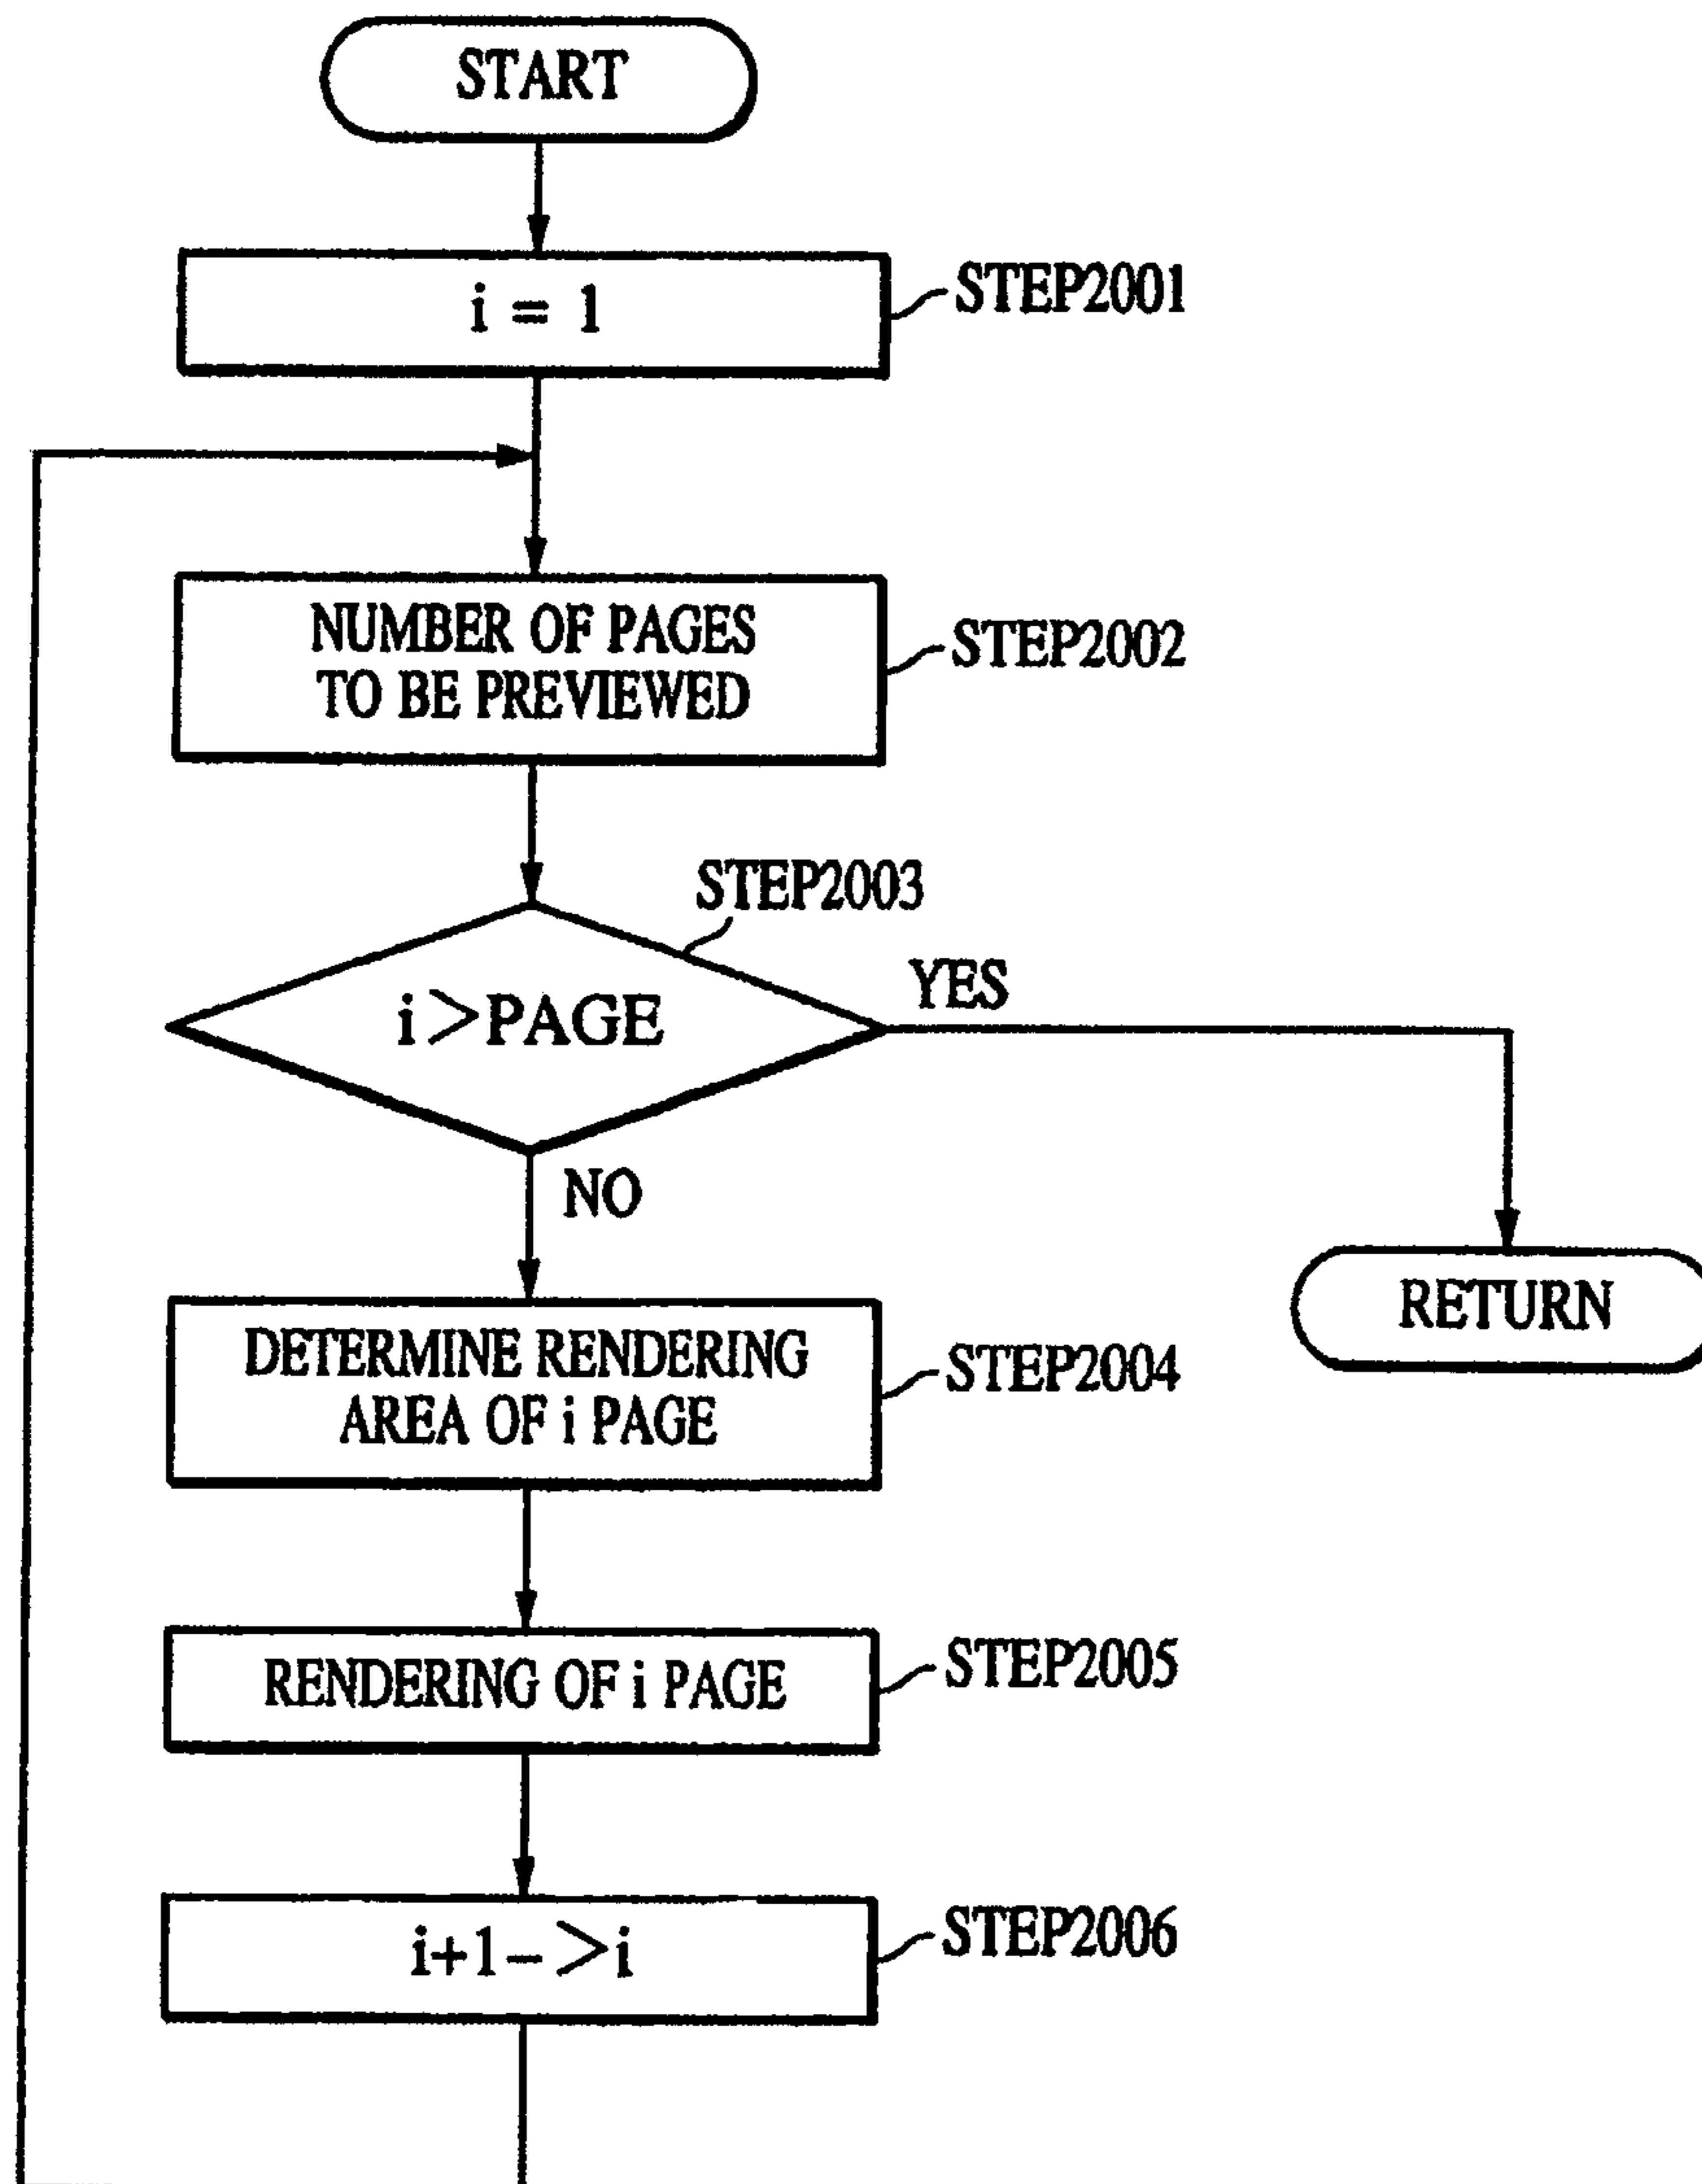 START
i = 1
STEP2001
NUMBER OF PAGES
TO BE PREVIEWED
STEP2002
STEP2003
i>PAGE
YES
NO
RETURN
DETERMINE RENDERING
AREA OF i PAGE
STEP2004
RENDERING OF i PAGE
STEP2005
i+1->i
STEP2006